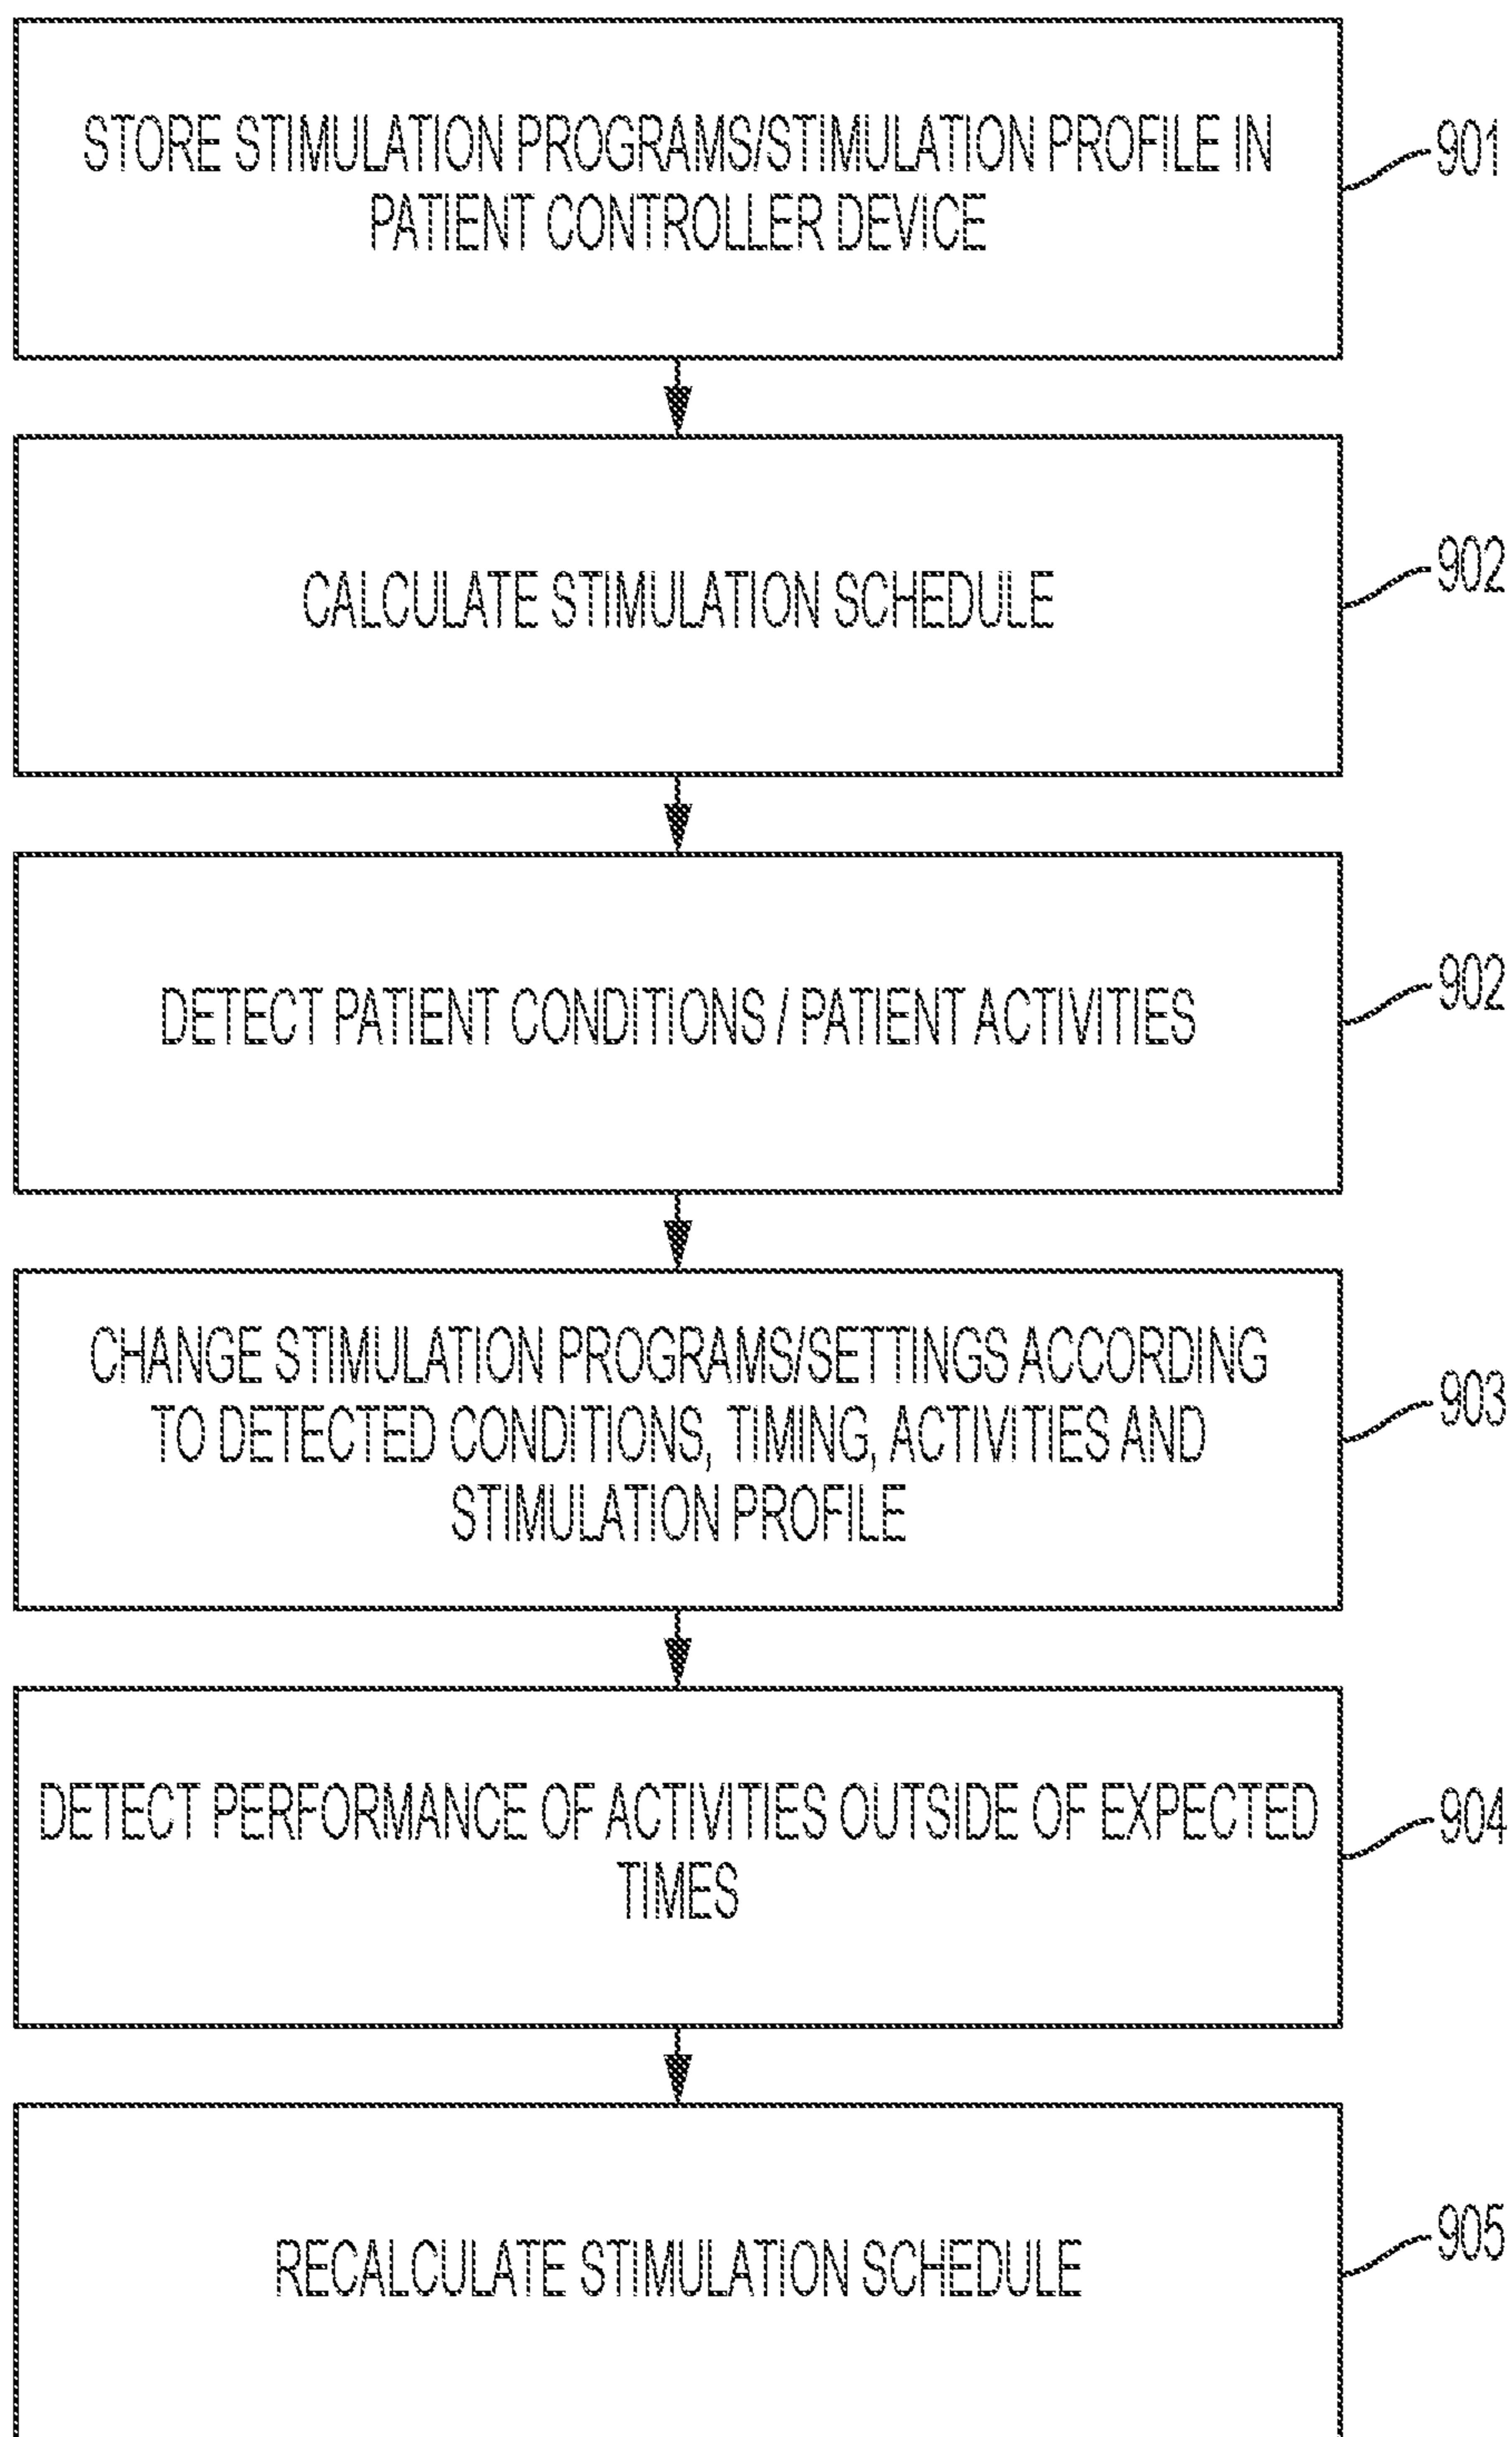 STORE STIMULATION PROGRAMS/STIMULATION PROFILE IN
PATIENT CONTROLLER DEVICE
901
CALCULATE STIMULATION SCHEDULE
902
DETECT PATIENT CONDITIONS / PATIENT ACTIVITIES
902
CHANGE STIMULATION PROGRAMS/SETTINGS ACCORDING
TO DETECTED CONDITIONS, TIMING, ACTIVITIES AND
STIMULATION PROFILE
903
DETECT PERFORMANCE OF ACTIVITIES OUTSIDE OF EXPECTED
TIMES
904
RECALCULATE STIMULATION SCHEDULE
905